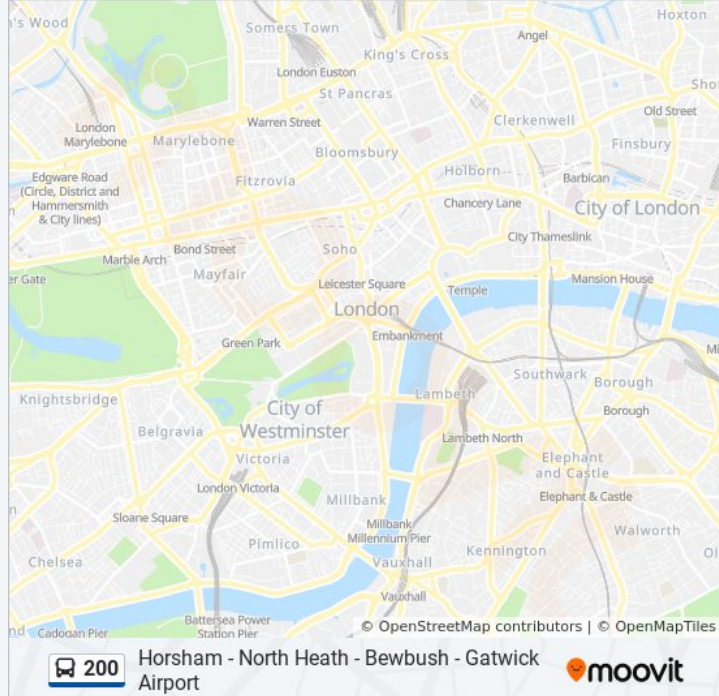 's Wood
Somers Town
Hoxton
Angel
King's Cross
London Euston
St Pancras
Shor
Old Street
Warren Street
Clerkenwell
London
Marylebone
Marylebone
Finsbury
Bloomsbury
Holborn
Edgware Road
(Circle, District and
Hammersmith
& City lines)
Fitzrovia
Barbican
Chancery Lane
City of London
City Thameslink
Soho
Bond Street
Marble Arch
Mayfair
er Gate
Leicester Square
Mansion House
Temple
London
Embankment
Green Park
Mi
Southwark
Borough
Knightsbridge
Lambeth
City of
Westminster
Borough
Belgravia
Lambeth North
Victoria
Elephant
and Castle
London Victoria
Elephant & Castle
Millbank
Sloane Square
Millbank
Millennium Pier
Walworth
Pimlico
Kennington
Chelsea
Vauxhall
Vauxhall
Battersea Power
Station Pier
nd
Cadogan Pier
© OpenStreetMap contributors | © OpenMapTiles
200
Horsham - North Heath - Bewbush - Gatwick
Airport
moovit